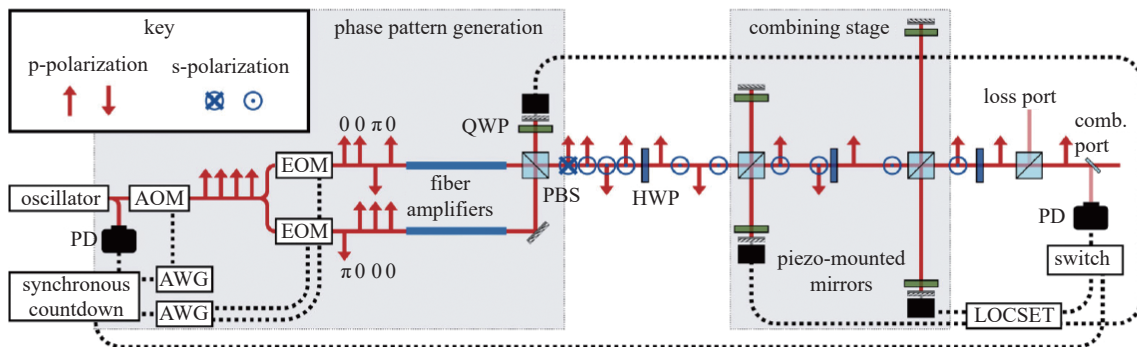 key
p-polarization
s-polarization
phase pattern generation
combining stage
QWP
loss port
comb.
port
0 0 π 0
EOM
oscillator
AOM
fiber
amplifiers
PBS
HWP
PD
EOM
π 0 0 0
PD
synchronous
countdown
AWG
AWG
piezo-mounted
mirrors
switch
LOCSET